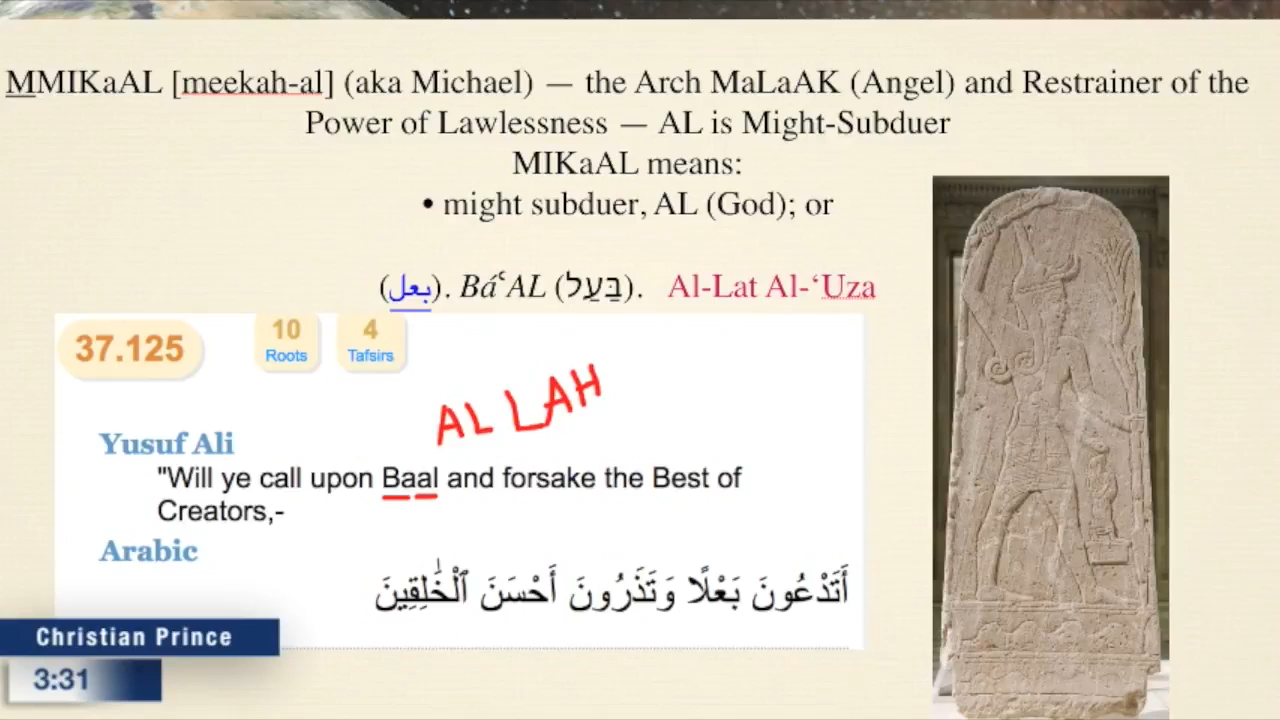 MMIKaAL [meekah-al] (aka Michael) — the Arch MaLaAK (Angel) and Restrainer of the
Power of Lawlessness — AL is Might-Subduer
MIKaAL means:
• might subduer, AL (God); or
(بعل). BáʿAL (בַּעַל). Al-Lat Al-‘Uza
37.125
10
Roots
4
Tafsirs
ALLAH
Yusuf Ali
"Will ye call upon Baal and forsake the Best of
Creators,-
Arabic
أَتَدْعُونَ بَعْلًا وَتَذَرُونَ أَحْسَنَ ٱلْخَٰلِقِينَ
Christian Prince
3:31